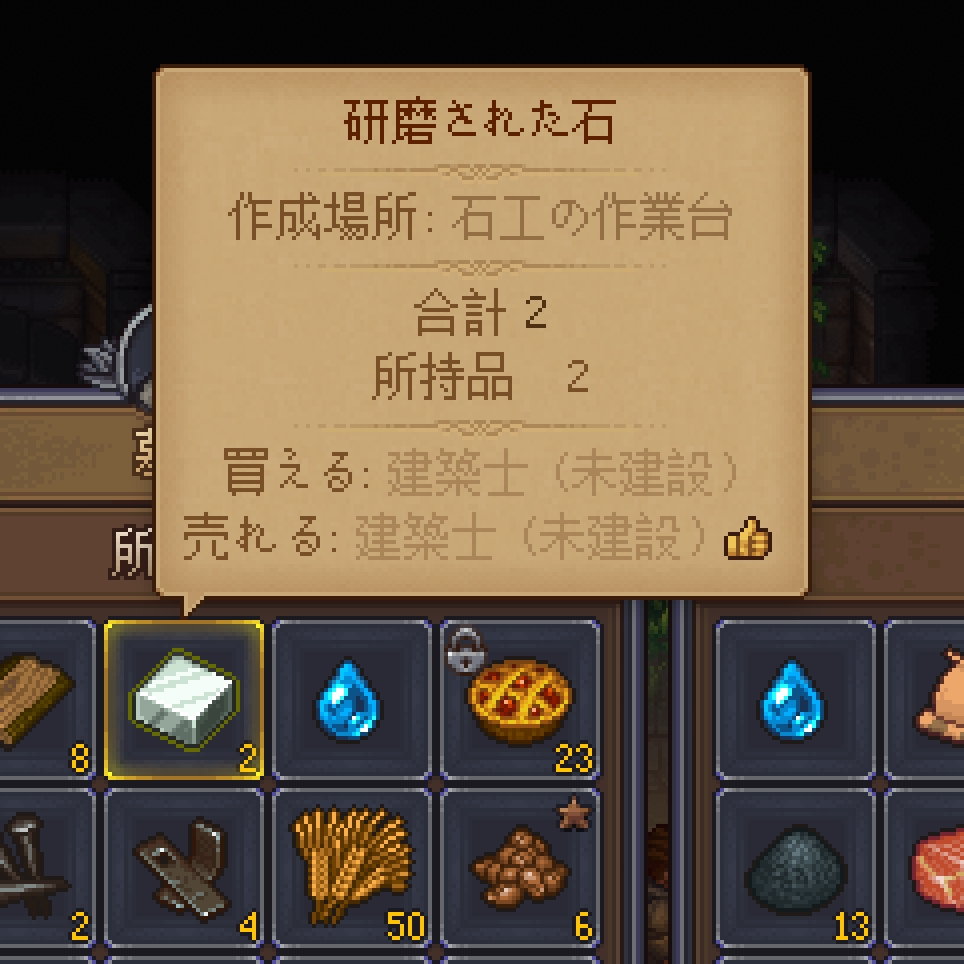 研磨された石
作成場所: 石工の作業台
合計 2
所持品 2
買える: 建築士 (未建設)
売れる: 建築士 (未建設)
所
8
2
23
2
4
50
6
13